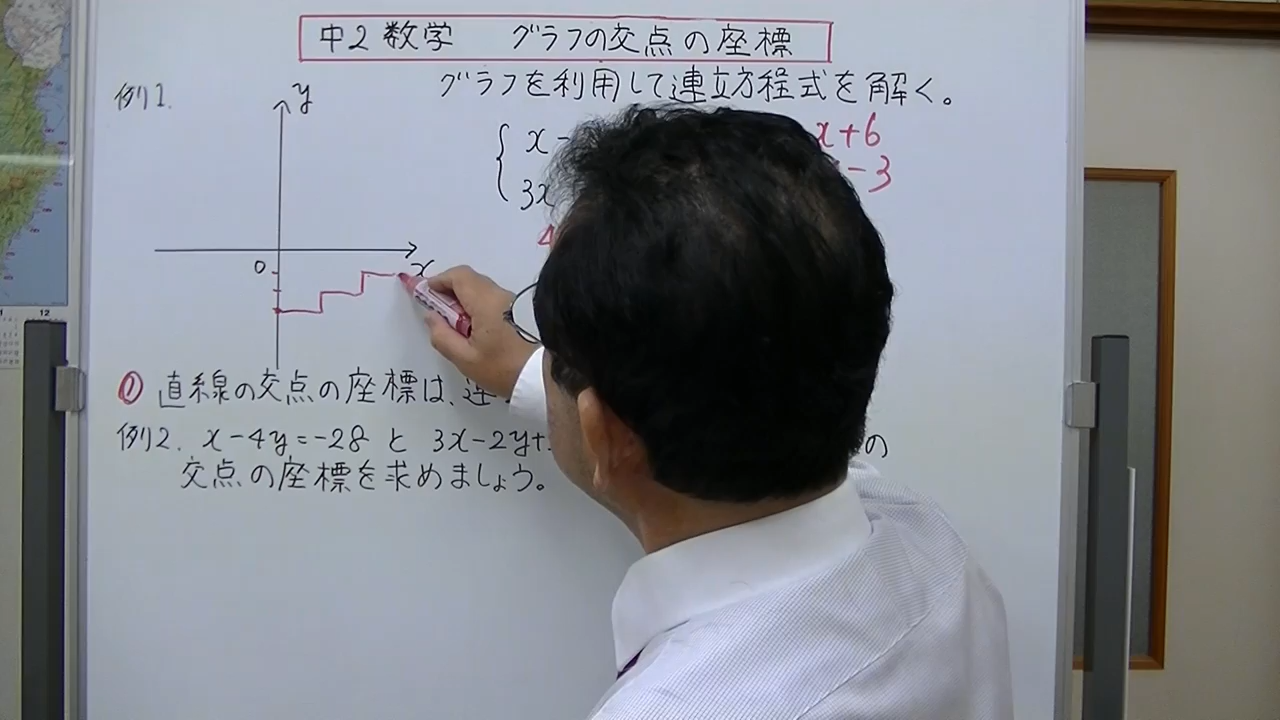 中2 数学 グラフの交点の座標
例1. y グラフを利用して連立方程式を解く。
x- x+6
3x -3
4
0 x
① 直線の交点の座標は、連
例2. x-4y=-28 と 3x-2y+ の
交点の座標を求めましょう。
12